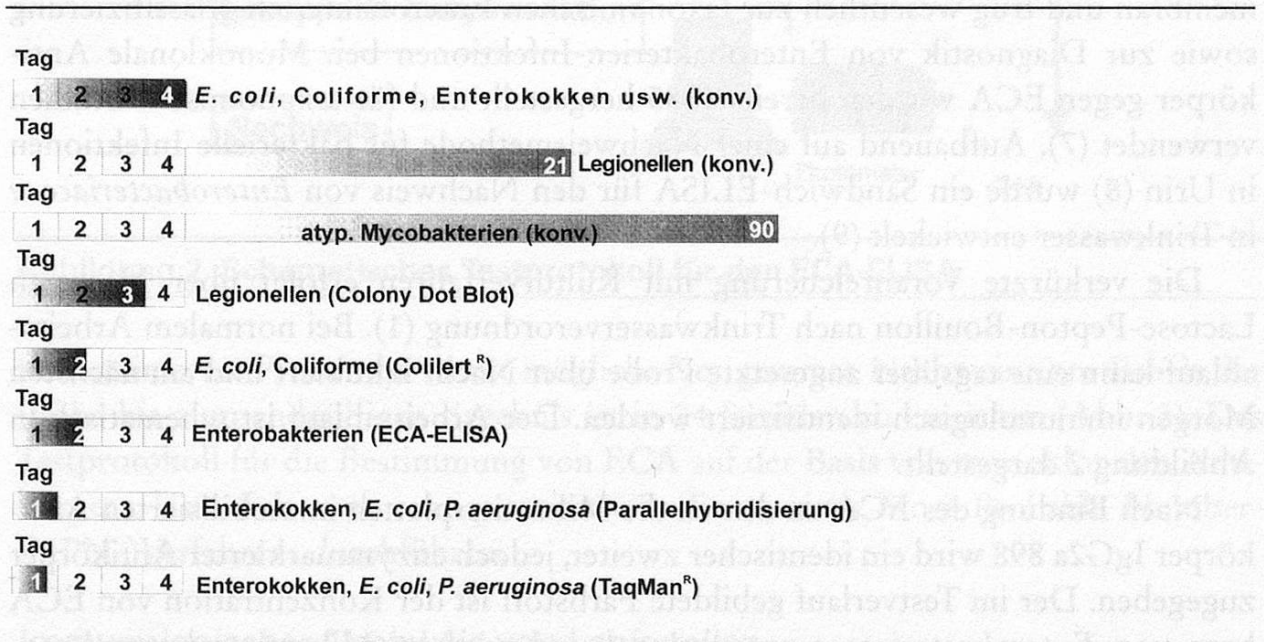 Tag
1 2 3 4 E. coli, Coliforme, Enterokokken usw. (konv.)
Tag
1 2 3 4 21 Legionellen (konv.)
Tag
1 2 3 4 atyp. Mycobakterien (konv.) 90
Tag
1 2 3 4 Legionellen (Colony Dot Blot)
Tag
1 2 3 4 E. coli, Coliforme (Colilert R)
Tag
1 2 3 4 Enterobakterien (ECA-ELISA)
Tag
1 2 3 4 Enterokokken, E. coli, P. aeruginosa (Parallelhybridisierung)
Tag
1 2 3 4 Enterokokken, E. coli, P. aeruginosa (TaqManR)